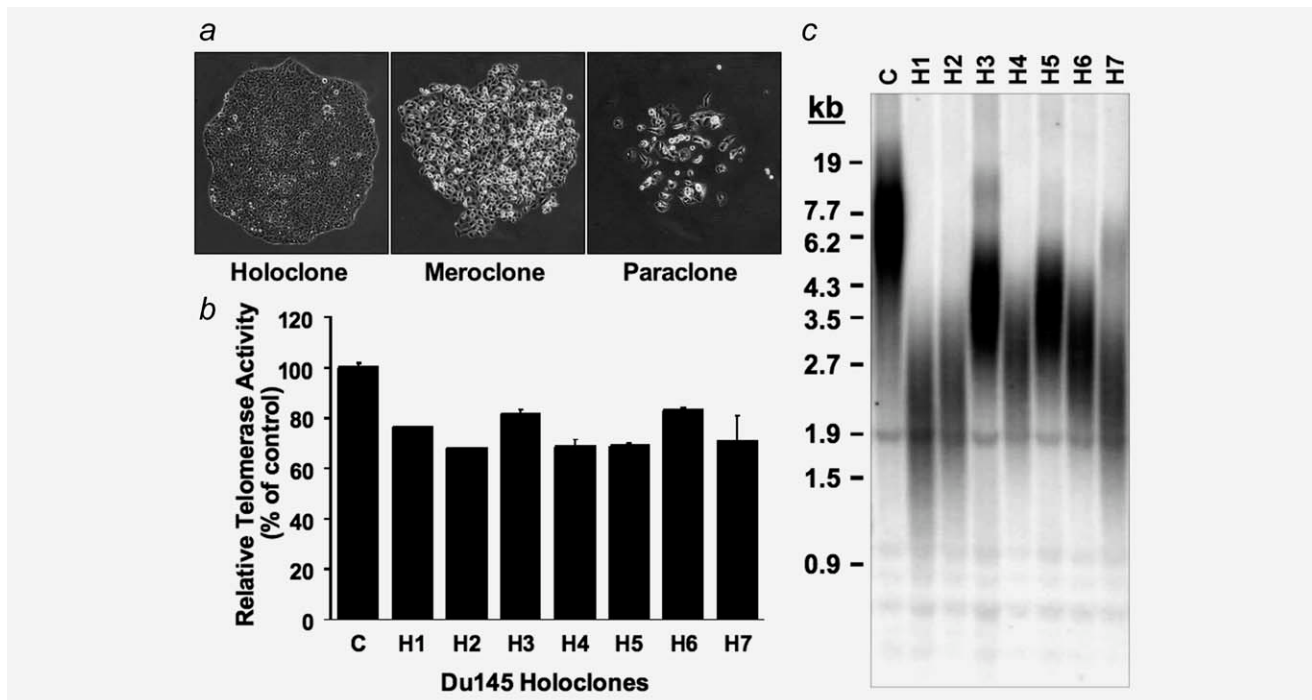 a
Holoclone Meroclone Paraclone
b
Relative Telomerase Activity
(% of control)
120
100
80
60
40
20
0
C H1 H2 H3 H4 H5 H6 H7
Du145 Holoclones
c
C H1 H2 H3 H4 H5 H6 H7
kb
19
7.7
6.2
4.3
3.5
2.7
1.9
1.5
0.9